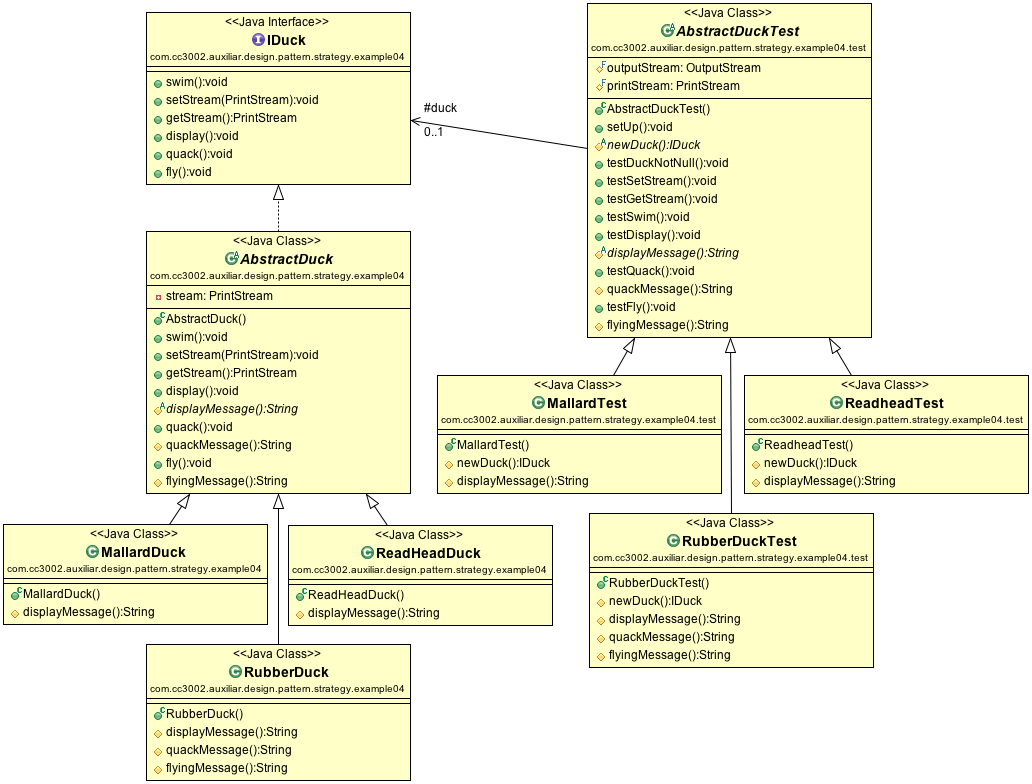 <<Java Interface>>
IDuck
com.cc3002.auxiliar.design.pattern.strategy.example04
swim():void
setStream(PrintStream):void
getStream():PrintStream
display():void
quack():void
fly():void
#duck
0..1
<<Java Class>>
AbstractDuckTest
com.cc3002.auxiliar.design.pattern.strategy.example04.test
outputStream: OutputStream
printStream: PrintStream
AbstractDuckTest()
setUp():void
newDuck():IDuck
testDuckNotNull():void
testSetStream():void
testGetStream():void
testSwim():void
testDisplay():void
displayMessage():String
testQuack():void
quackMessage():String
testFly():void
flyingMessage():String
<<Java Class>>
AbstractDuck
com.cc3002.auxiliar.design.pattern.strategy.example04
stream: PrintStream
AbstractDuck()
swim():void
setStream(PrintStream):void
getStream():PrintStream
display():void
displayMessage():String
quack():void
quackMessage():String
fly():void
flyingMessage():String
<<Java Class>>
MallardTest
com.cc3002.auxiliar.design.pattern.strategy.example04.test
MallardTest()
newDuck():IDuck
displayMessage():String
<<Java Class>>
ReadheadTest
com.cc3002.auxiliar.design.pattern.strategy.example04.test
ReadheadTest()
newDuck():IDuck
displayMessage():String
<<Java Class>>
MallardDuck
com.cc3002.auxiliar.design.pattern.strategy.example04
MallardDuck()
displayMessage():String
<<Java Class>>
ReadHeadDuck
com.cc3002.auxiliar.design.pattern.strategy.example04
ReadHeadDuck()
displayMessage():String
<<Java Class>>
RubberDuckTest
com.cc3002.auxiliar.design.pattern.strategy.example04.test
RubberDuckTest()
newDuck():IDuck
displayMessage():String
quackMessage():String
flyingMessage():String
<<Java Class>>
RubberDuck
com.cc3002.auxiliar.design.pattern.strategy.example04
RubberDuck()
displayMessage():String
quackMessage():String
flyingMessage():String